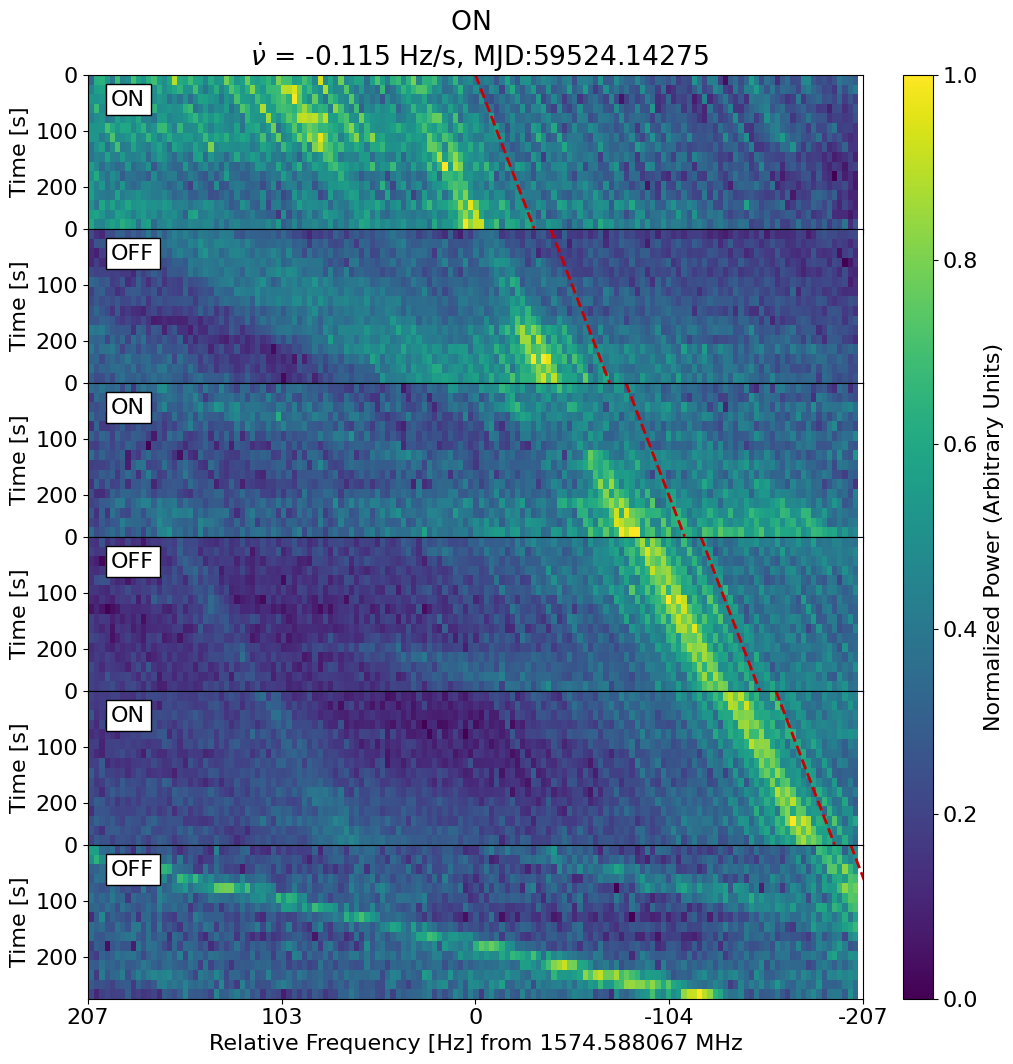 ON
ν̇ = -0.115 Hz/s, MJD:59524.14275
0
ON
100
200
Time [s]
0
OFF
100
200
Time [s]
0
ON
100
200
Time [s]
0
OFF
100
200
Time [s]
0
ON
100
200
Time [s]
0
OFF
100
200
Time [s]
207 103 0 -104 -207
Relative Frequency [Hz] from 1574.588067 MHz
1.0
0.8
0.6
0.4
0.2
0.0
Normalized Power (Arbitrary Units)